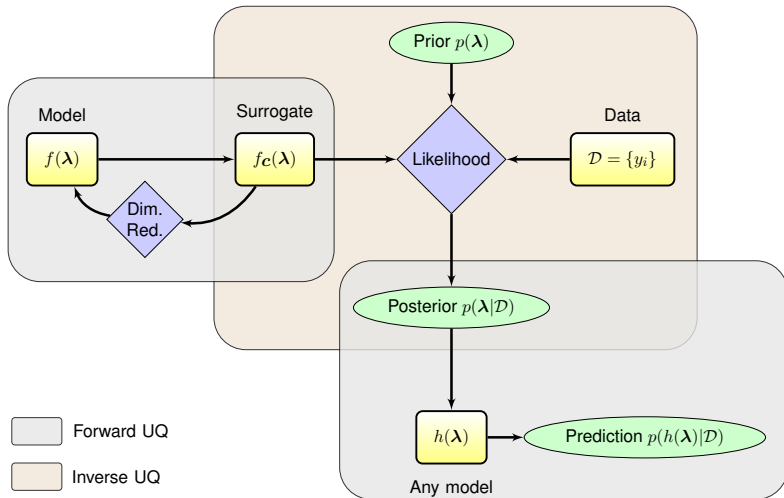 Prior p(λ)
Model
Surrogate
Data
f(λ)
f_c(λ)
Likelihood
𝒟 = {y_i}
Dim.
Red.
Posterior p(λ|𝒟)
h(λ)
Prediction p(h(λ)|𝒟)
Any model
Forward UQ
Inverse UQ